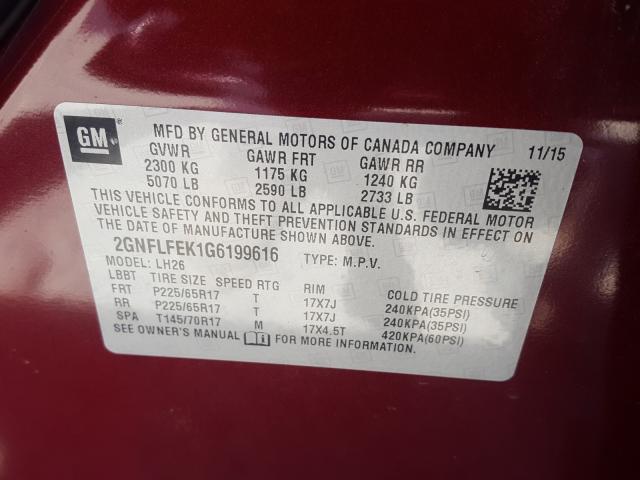 GM
MFD BY GENERAL MOTORS OF CANADA COMPANY 11/15
GVWR GAWR FRT GAWR RR
2300 KG 1175 KG 1240 KG
5070 LB 2590 LB 2733 LB
THIS VEHICLE CONFORMS TO ALL APPLICABLE U.S. FEDERAL MOTOR
VEHICLE SAFETY AND THEFT PREVENTION STANDARDS IN EFFECT ON
THE DATE OF MANUFACTURE SHOWN ABOVE.
2GNFLFEK1G6199616 TYPE: M.P.V.
MODEL: LH26
LBBT TIRE SIZE SPEED RTG RIM COLD TIRE PRESSURE
FRT P225/65R17 T 17X7J 240KPA(35PSI)
RR P225/65R17 T 17X7J 240KPA(35PSI)
SPA T145/70R17 M 17X4.5T 420KPA(60PSI)
SEE OWNER'S MANUAL FOR MORE INFORMATION.